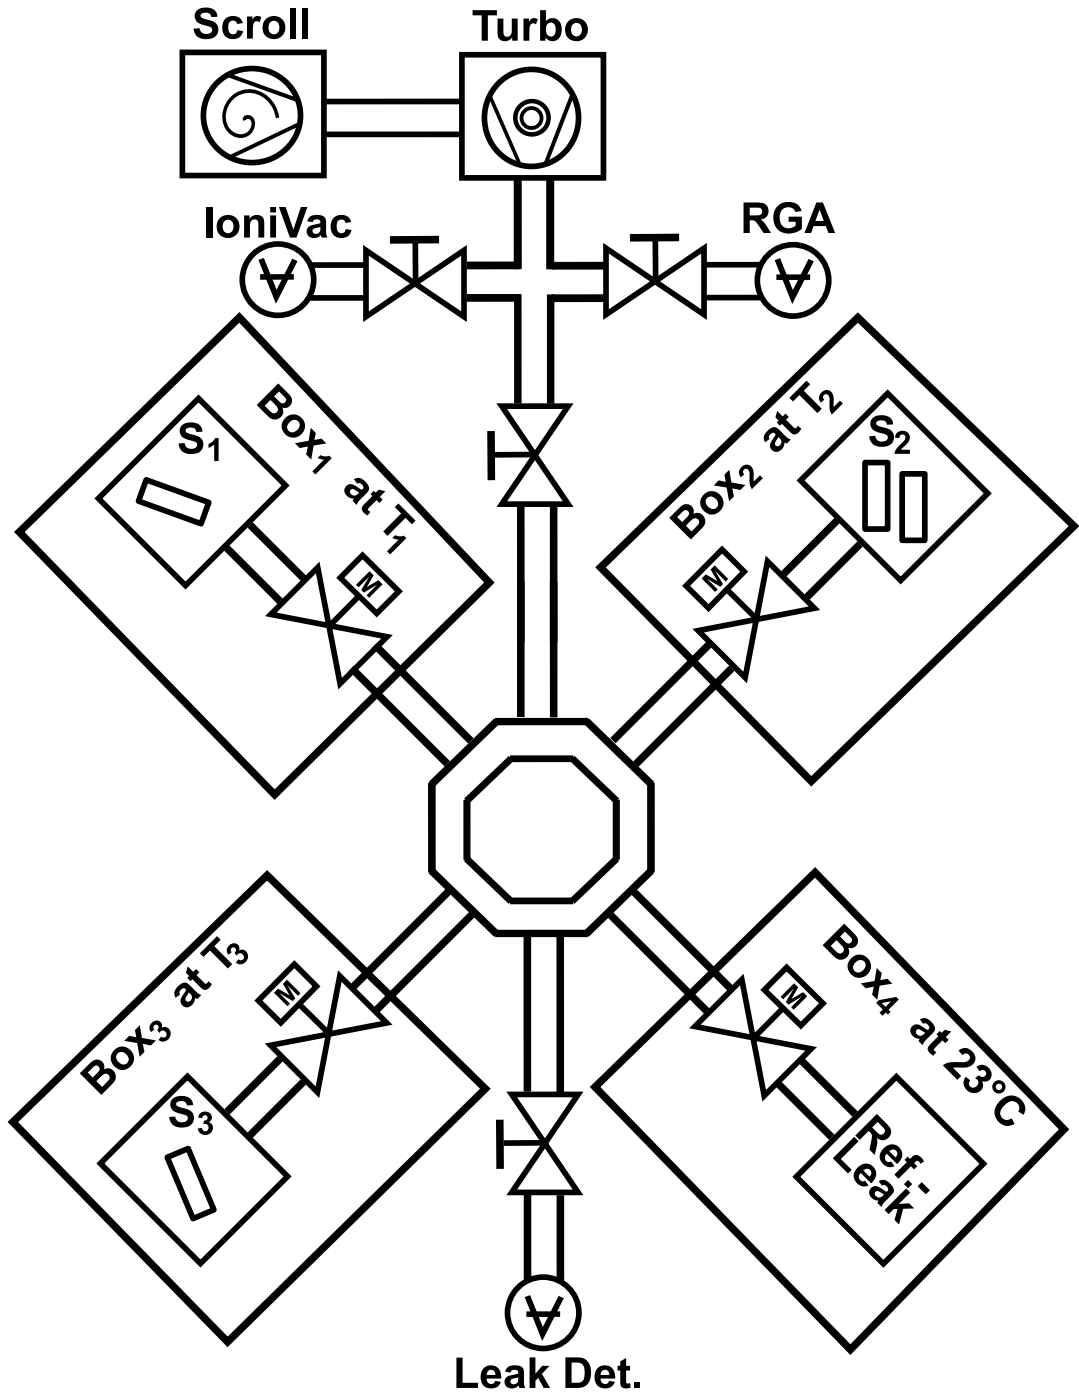 Scroll
Turbo
IoniVac
RGA
Box1 at T1
S1
M
Box2 at T2
S2
M
Box3 at T3
S3
M
Box4 at 23°C
M
Ref.-
Leak
Leak Det.